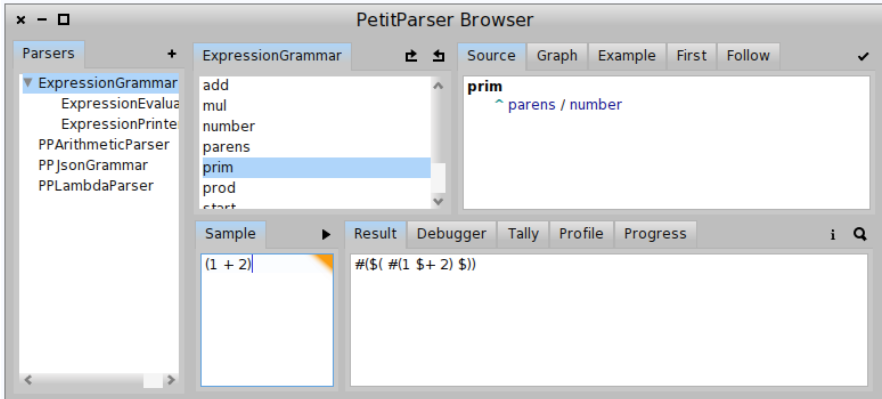 PetitParser Browser
Parsers
ExpressionGrammar
ExpressionEvalua
ExpressionPrinte
PPArithmeticParser
PPJsonGrammar
PPLambdaParser
ExpressionGrammar
add
mul
number
parens
prim
prod
start
Source Graph Example First Follow
prim
^ parens / number
Sample
(1 + 2)
Result Debugger Tally Profile Progress i
#($( #(1 $+ 2) $))